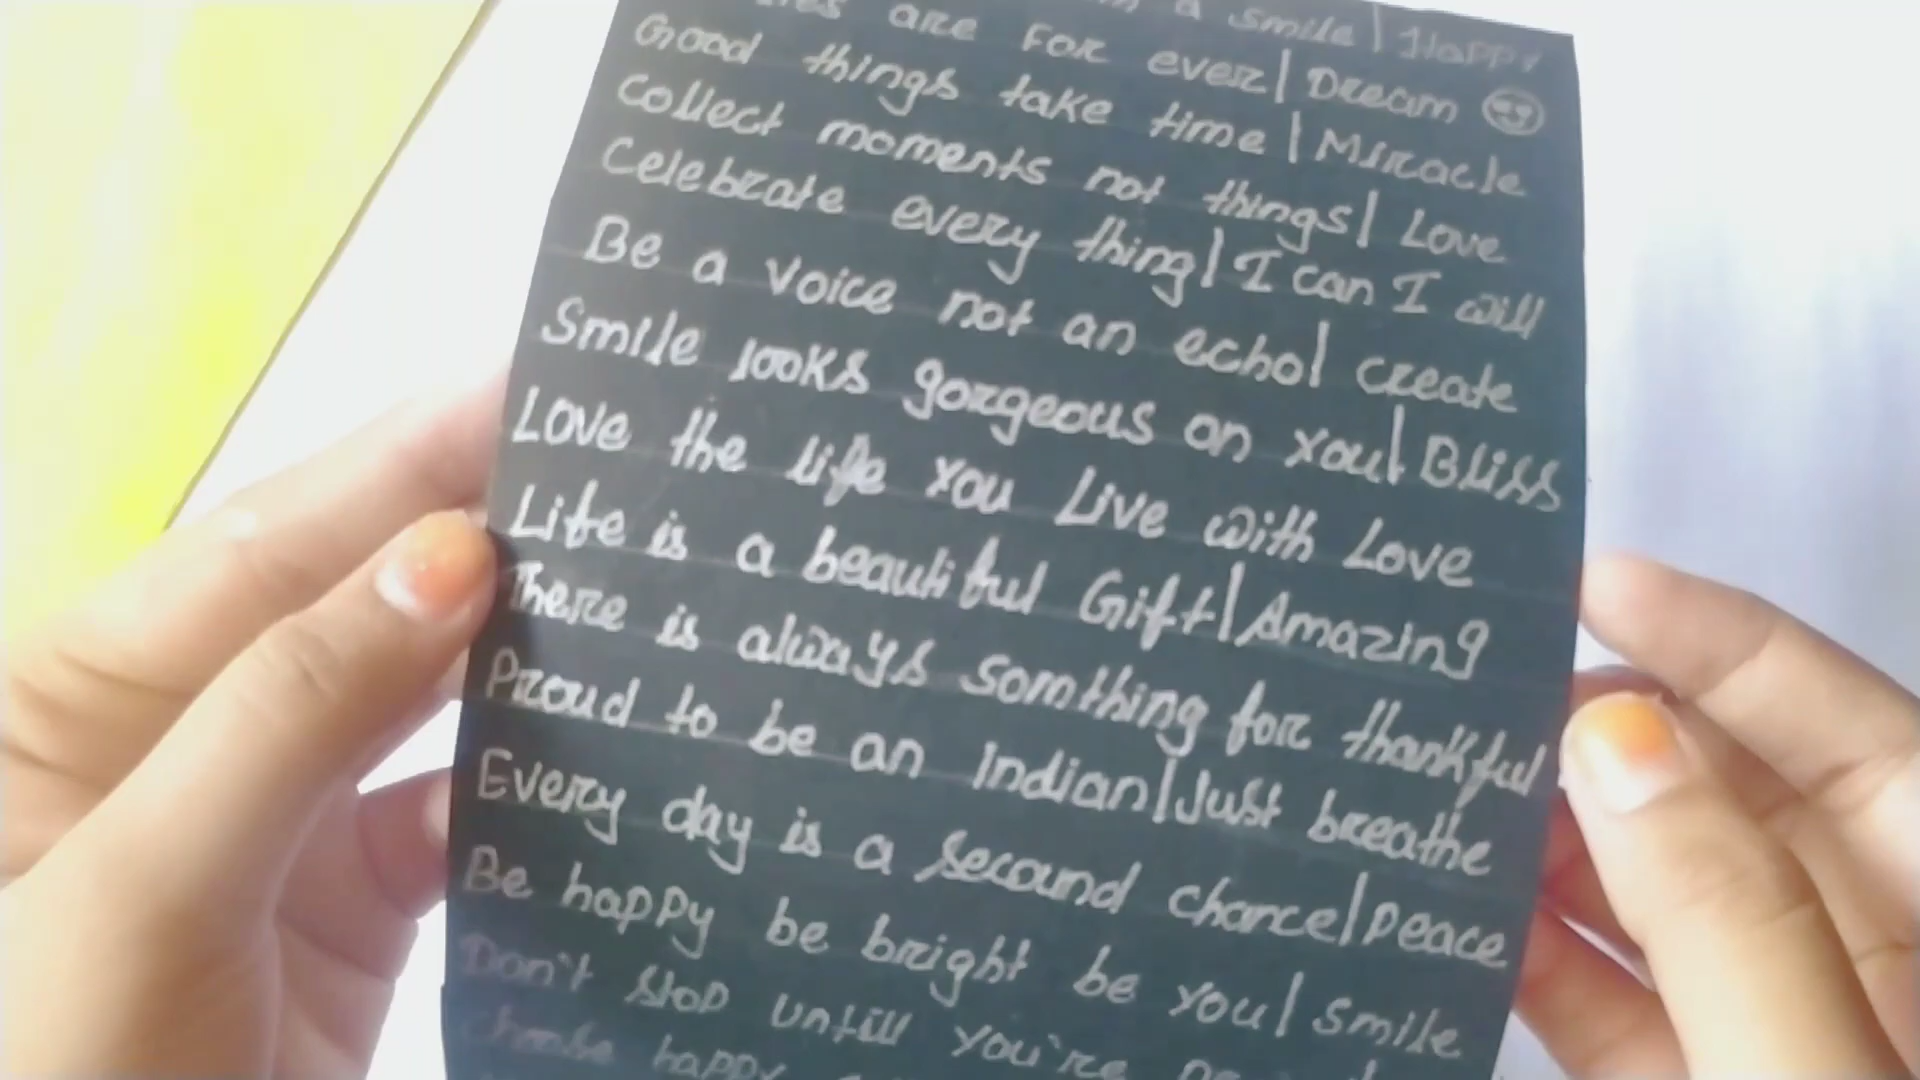 a smile | Happy
are For ever | Dream
Good things take time | Miracle
Collect moments not things | Love
Celebrate every thing | I can I will
Be a voice not an echo | create
Smile looks gorgeous on you | Bliss
Love the life you Live with Love
Life is a beautiful Gift | Amazing
There is always somthing for thankful
Proud to be an indian | Just breathe
Every day is a second chance | peace
Be happy be bright be you | Smile
Don't stop untill you're
happy